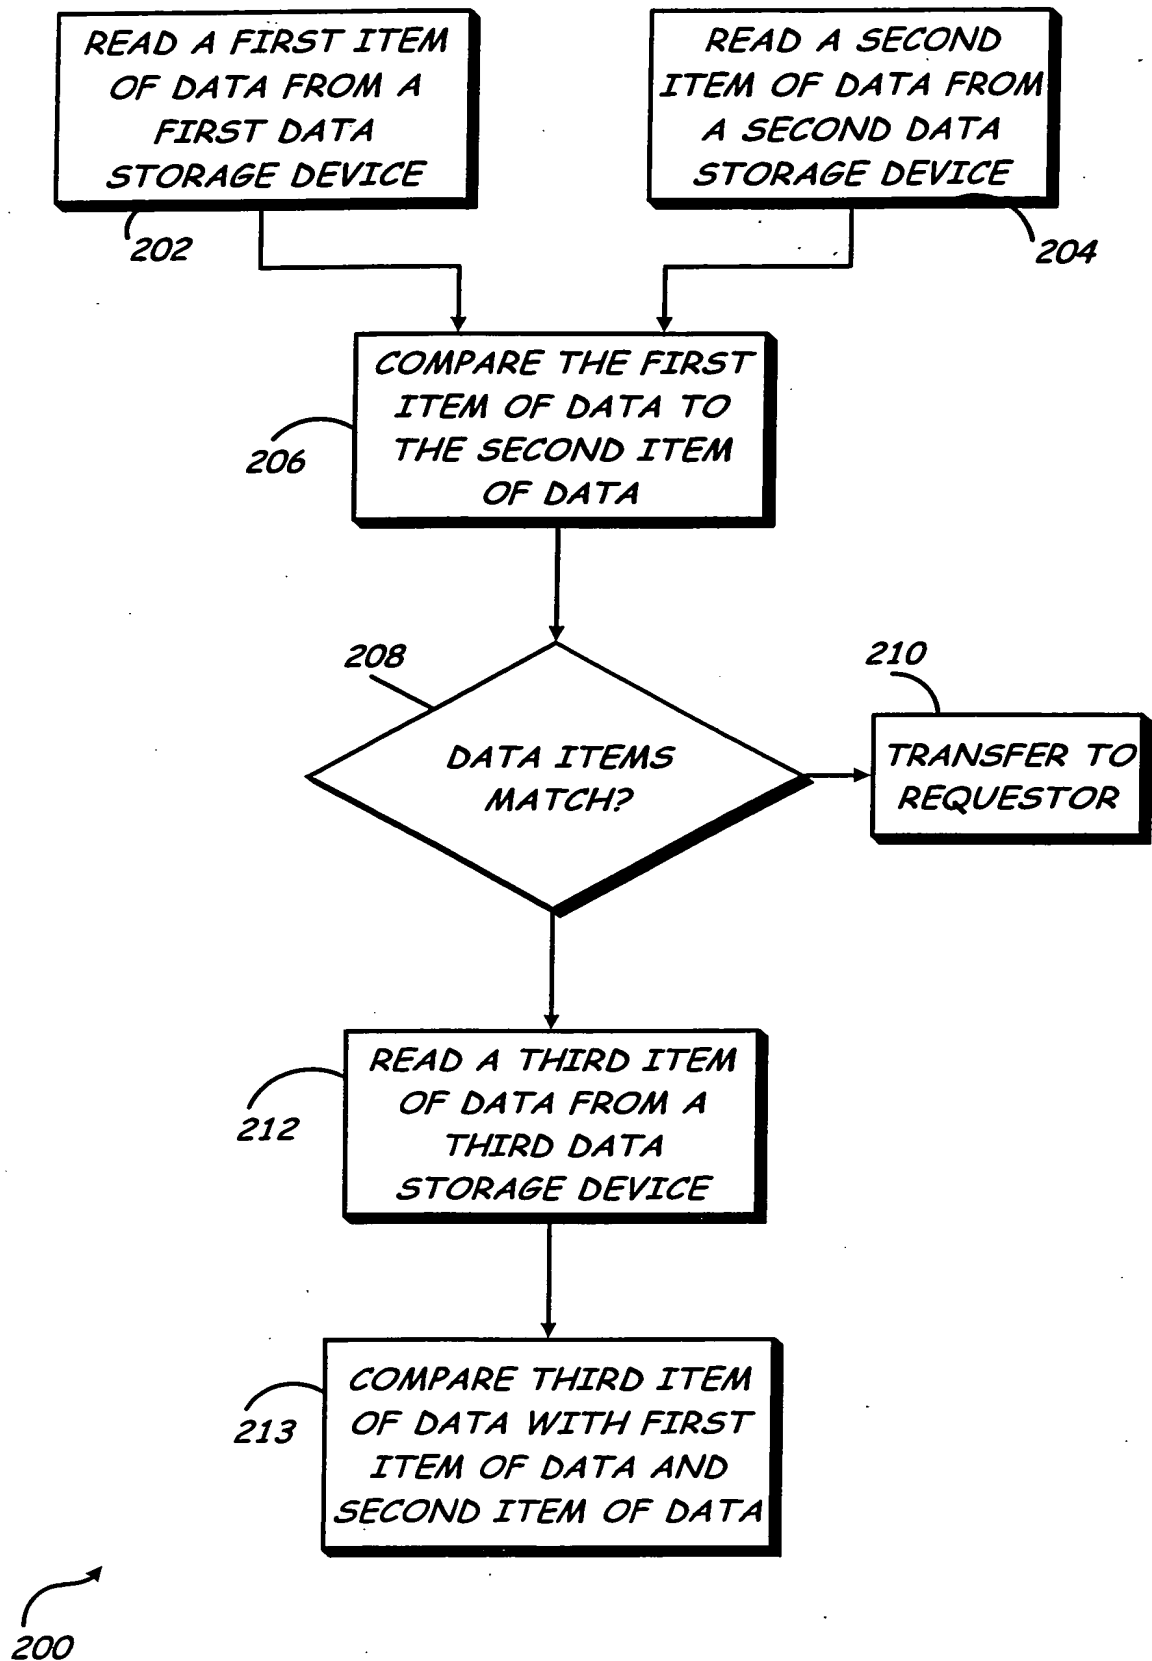 READ A FIRST ITEM
OF DATA FROM A
FIRST DATA
STORAGE DEVICE
202
READ A SECOND
ITEM OF DATA FROM
A SECOND DATA
STORAGE DEVICE
204
COMPARE THE FIRST
ITEM OF DATA TO
THE SECOND ITEM
OF DATA
206
208
DATA ITEMS
MATCH?
210
TRANSFER TO
REQUESTOR
READ A THIRD ITEM
OF DATA FROM A
THIRD DATA
STORAGE DEVICE
212
COMPARE THIRD ITEM
OF DATA WITH FIRST
ITEM OF DATA AND
SECOND ITEM OF DATA
213
200